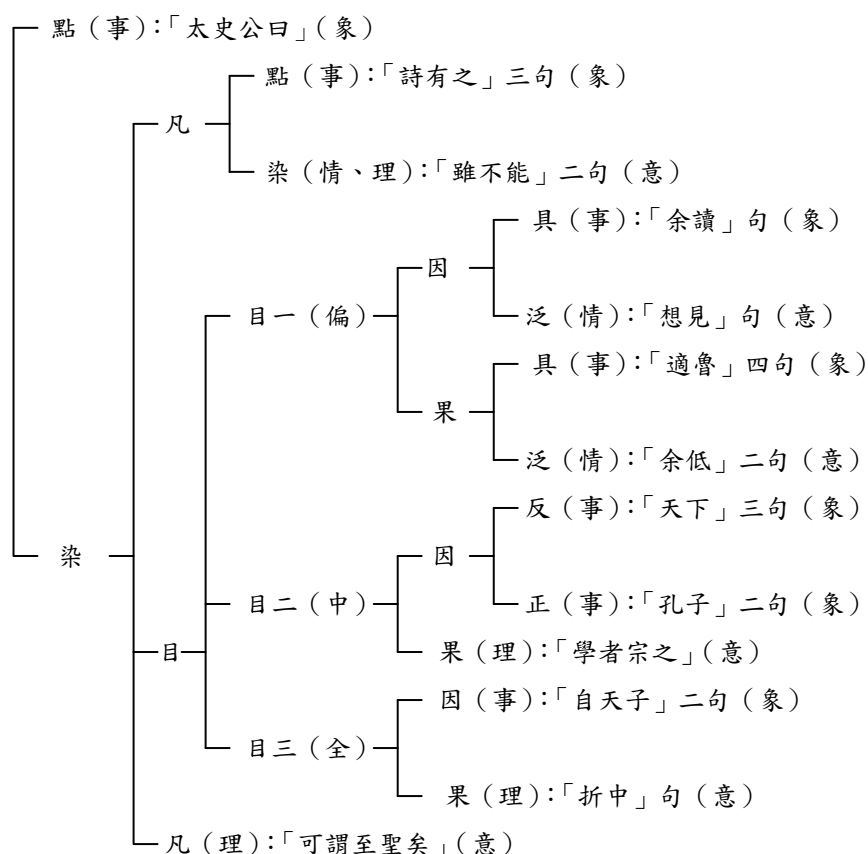 點（事）：「太史公曰」（象）
點（事）：「詩有之」三句（象）
凡
染（情、理）：「雖不能」二句（意）
具（事）：「余讀」句（象）
因
目一（偏）
泛（情）：「想見」句（意）
具（事）：「適魯」四句（象）
果
泛（情）：「余低」二句（意）
反（事）：「天下」三句（象）
染
因
目二（中）
正（事）：「孔子」二句（象）
目
果（理）：「學者宗之」（意）
因（事）：「自天子」二句（象）
目三（全）
果（理）：「折中」句（意）
凡（理）：「可謂至聖矣」（意）